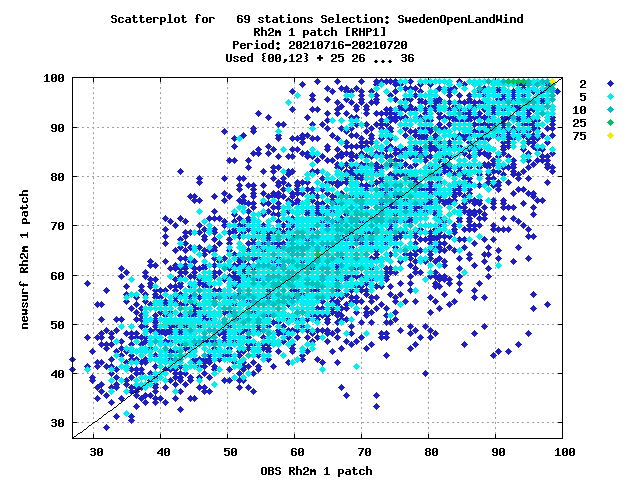 Scatterplot for   69 stations Selection: SwedenOpenLandWind
Rh2m 1 patch [RHP1]
Period: 20210716-20210720
Used {00,12} + 25 26 ... 36
2
5
10
25
75
100
90
80
70
60
50
40
30
newsurf Rh2m 1 patch
30 40 50 60 70 80 90 100
OBS Rh2m 1 patch